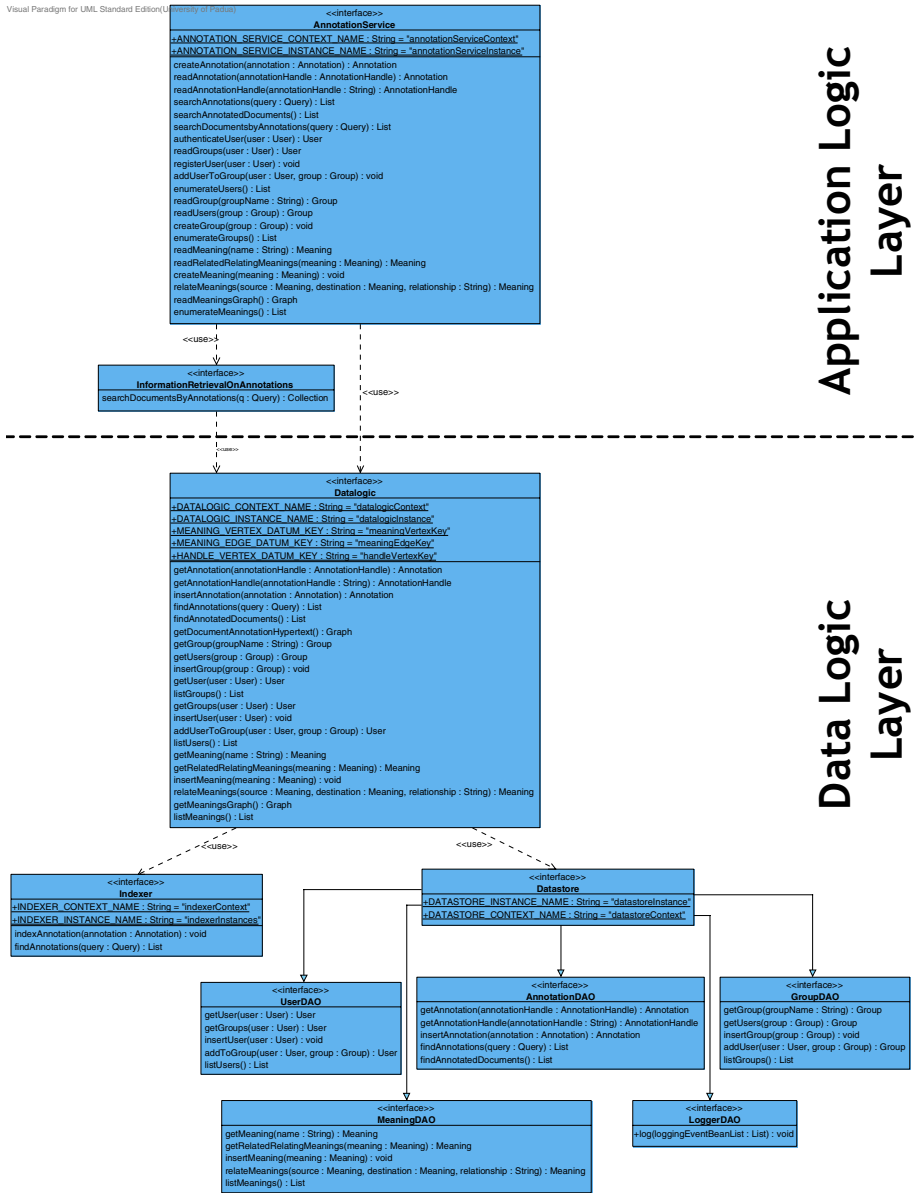 Visual Paradigm for UML Standard Edition(University of Padua)
<<interface>>
AnnotationService
+ANNOTATION_SERVICE_CONTEXT_NAME : String = "annotationServiceContext"
+ANNOTATION_SERVICE_INSTANCE_NAME : String = "annotationServiceInstance"
createAnnotation(annotation : Annotation) : Annotation
readAnnotation(annotationHandle : AnnotationHandle) : Annotation
readAnnotationHandle(annotationHandle : String) : AnnotationHandle
searchAnnotations(query : Query) : List
searchAnnotatedDocuments() : List
searchDocumentsbyAnnotations(query : Query) : List
authenticateUser(user : User) : User
readGroups(user : User) : User
registerUser(user : User) : void
addUserToGroup(user : User, group : Group) : void
enumerateUsers() : List
readGroup(groupName : String) : Group
readUsers(group : Group) : Group
createGroup(group : Group) : void
enumerateGroups() : List
readMeaning(name : String) : Meaning
readRelatedRelatingMeanings(meaning : Meaning) : Meaning
createMeaning(meaning : Meaning) : void
relateMeanings(source : Meaning, destination : Meaning, relationship : String) : Meaning
readMeaningsGraph() : Graph
enumerateMeanings() : List
Application Logic
Layer
<<use>>
<<interface>>
InformationRetrievalOnAnnotations
searchDocumentsByAnnotations(q : Query) : Collection
<<use>>
<<use>>
<<interface>>
Datalogic
+DATALOGIC_CONTEXT_NAME : String = "datalogicContext"
+DATALOGIC_INSTANCE_NAME : String = "datalogicInstance"
+MEANING_VERTEX_DATUM_KEY : String = "meaningVertexKey"
+MEANING_EDGE_DATUM_KEY : String = "meaningEdgeKey"
+HANDLE_VERTEX_DATUM_KEY : String = "handleVertexKey"
getAnnotation(annotationHandle : AnnotationHandle) : Annotation
getAnnotationHandle(annotationHandle : String) : AnnotationHandle
insertAnnotation(annotation : Annotation) : Annotation
findAnnotations(query : Query) : List
findAnnotatedDocuments() : List
getDocumentAnnotationHypertext() : Graph
getGroup(groupName : String) : Group
getUsers(group : Group) : Group
insertGroup(group : Group) : void
getUser(user : User) : User
listGroups() : List
getGroups(user : User) : User
insertUser(user : User) : void
addUserToGroup(user : User, group : Group) : User
listUsers() : List
getMeaning(name : String) : Meaning
getRelatedRelatingMeanings(meaning : Meaning) : Meaning
insertMeaning(meaning : Meaning) : void
relateMeanings(source : Meaning, destination : Meaning, relationship : String) : Meaning
getMeaningsGraph() : Graph
listMeanings() : List
Data Logic
Layer
<<use>>
<<use>>
<<interface>>
Indexer
+INDEXER_CONTEXT_NAME : String = "indexerContext"
+INDEXER_INSTANCE_NAME : String = "indexerInstances"
indexAnnotation(annotation : Annotation) : void
findAnnotations(query : Query) : List
<<interface>>
Datastore
+DATASTORE_INSTANCE_NAME : String = "datastoreInstance"
+DATASTORE_CONTEXT_NAME : String = "datastoreContext"
<<interface>>
UserDAO
getUser(user : User) : User
getGroups(user : User) : User
insertUser(user : User) : void
addToGroup(user : User, group : Group) : User
listUsers() : List
<<interface>>
AnnotationDAO
getAnnotation(annotationHandle : AnnotationHandle) : Annotation
getAnnotationHandle(annotationHandle : String) : AnnotationHandle
insertAnnotation(annotation : Annotation) : Annotation
findAnnotations(query : Query) : List
findAnnotatedDocuments() : List
<<interface>>
GroupDAO
getGroup(groupName : String) : Group
getUsers(group : Group) : Group
insertGroup(group : Group) : void
addUser(user : User, group : Group) : Group
listGroups() : List
<<interface>>
MeaningDAO
getMeaning(name : String) : Meaning
getRelatedRelatingMeanings(meaning : Meaning) : Meaning
insertMeaning(meaning : Meaning) : void
relateMeanings(source : Meaning, destination : Meaning, relationship : String) : Meaning
listMeanings() : List
<<interface>>
LoggerDAO
+log(loggingEventBeanList : List) : void